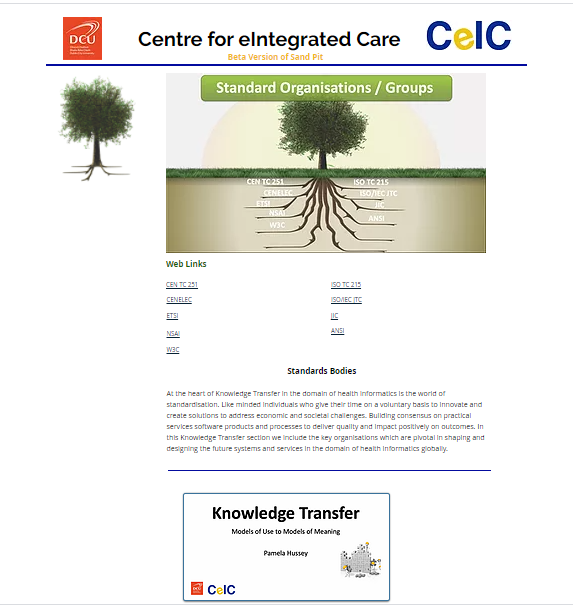 DCU
Centre for eIntegrated Care
CeIC
Beta Version of Sand Pit
Standard Organisations / Groups
CEN TC 251
ISO TC 215
CENELEC
ISO/IEC JTC
ETSI
JIC
NSAI
ANSI
W3C
Web Links
CEN TC 251
ISO TC 215
CENELEC
ISO/IEC JTC
ETSI
JIC
NSAI
ANSI
W3C
Standards Bodies
At the heart of Knowledge Transfer in the domain of health informatics is the world of
standardisation. Like minded individuals who give their time on a voluntary basis to innovate and
create solutions to address economic and societal challenges. Building consensus on practical
services software products and processes to deliver quality and impact positively on outcomes. In
this Knowledge Transfer section we include the key organisations which are pivotal in shaping and
designing the future systems and services in the domain of health informatics globally.
Knowledge Transfer
Models of Use to Models of Meaning
Pamela Hussey
DCU
CeIC